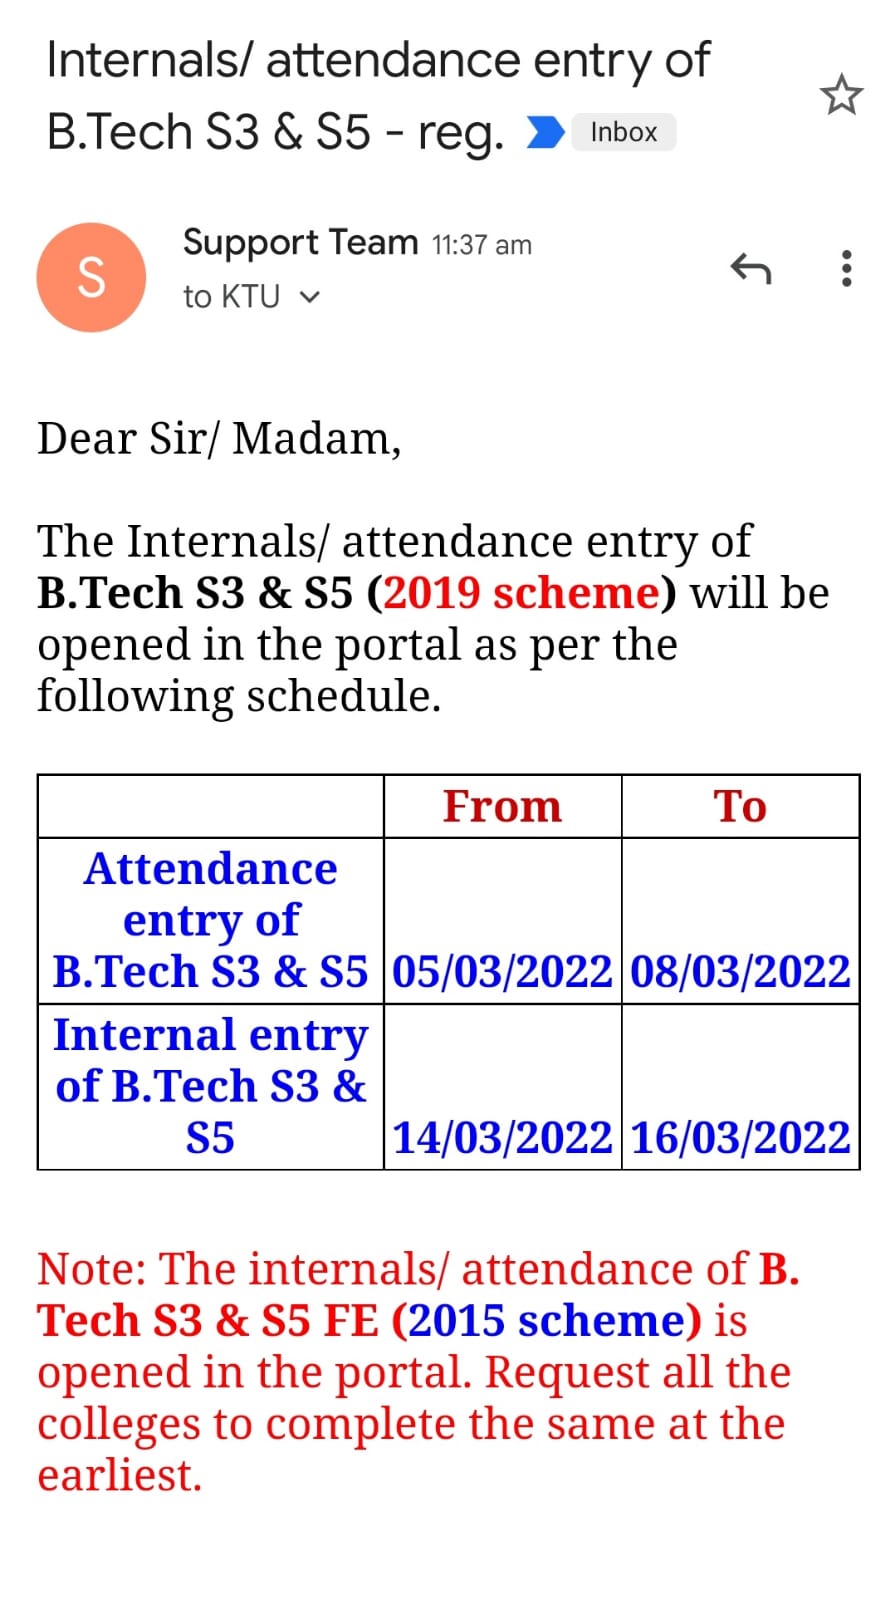 Internals/ attendance entry of
B.Tech S3 & S5 - reg. Inbox
S
Support Team 11:37 am
to KTU
Dear Sir/ Madam,
The Internals/ attendance entry of
B.Tech S3 & S5 (2019 scheme) will be
opened in the portal as per the
following schedule.
From To
Attendance
entry of
B.Tech S3 & S5 05/03/2022 08/03/2022
Internal entry
of B.Tech S3 &
S5 14/03/2022 16/03/2022
Note: The internals/ attendance of B.
Tech S3 & S5 FE (2015 scheme) is
opened in the portal. Request all the
colleges to complete the same at the
earliest.